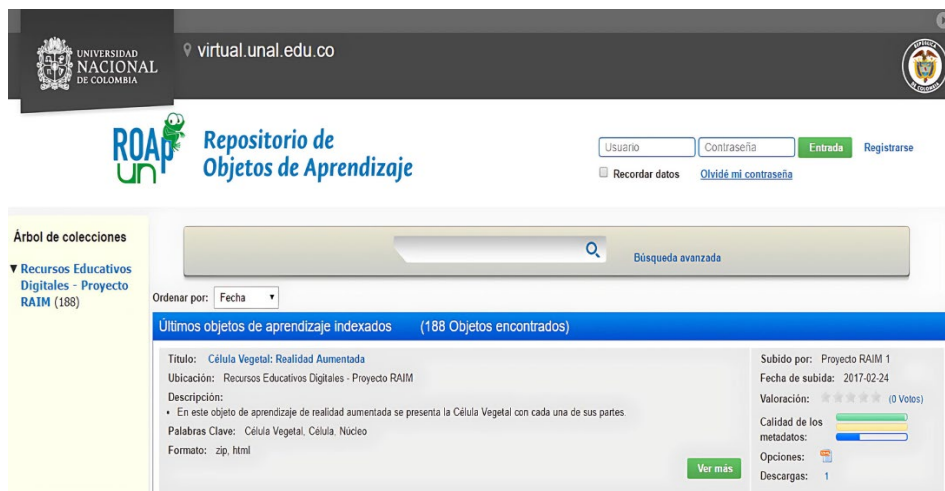 UNIVERSIDAD
NACIONAL
DE COLOMBIA
virtual.unal.edu.co
ROAp
un
Repositorio de
Objetos de Aprendizaje
Usuario Contraseña Entrada Registrarse
Recordar datos Olvidé mi contraseña
Árbol de colecciones
Recursos Educativos
Digitales - Proyecto
RAIM (188)
Búsqueda avanzada
Ordenar por: Fecha
Últimos objetos de aprendizaje indexados (188 Objetos encontrados)
Título: Célula Vegetal: Realidad Aumentada
Ubicación: Recursos Educativos Digitales - Proyecto RAIM
Descripción:
• En este objeto de aprendizaje de realidad aumentada se presenta la Célula Vegetal con cada una de sus partes.
Palabras Clave: Célula Vegetal, Célula, Núcleo
Formato: zip, html
Ver más
Subido por: Proyecto RAIM 1
Fecha de subida: 2017-02-24
Valoración: (0 Votos)
Calidad de los
metadatos:
Opciones:
Descargas: 1